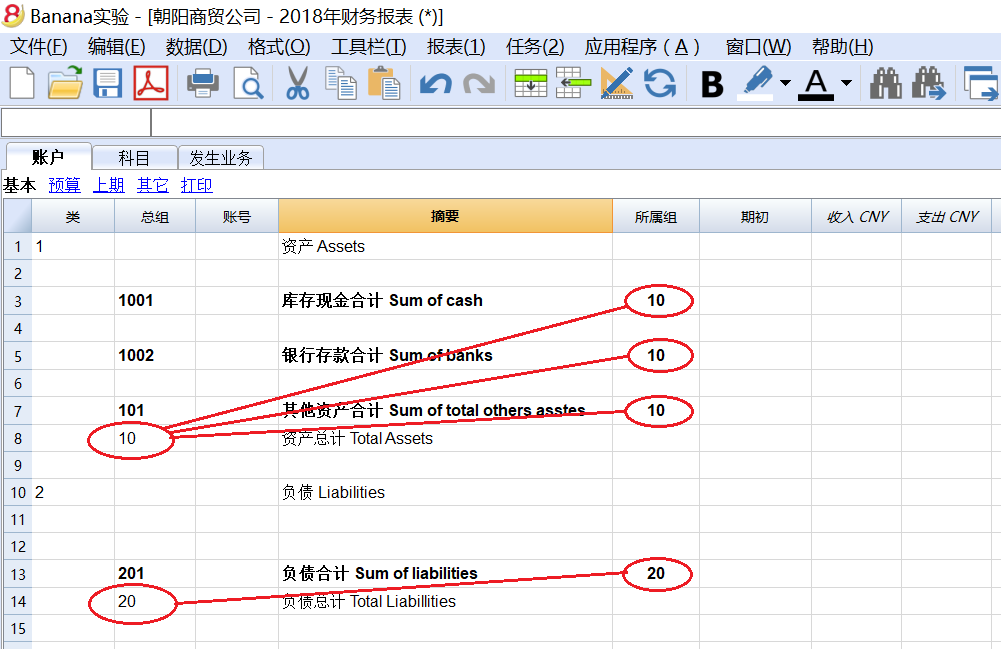 Banana实验 - [朝阳商贸公司 - 2018年财务报表 (*)]
文件(F) 编辑(E) 数据(D) 格式(O) 工具栏(T) 报表(1) 任务(2) 应用程序(A) 窗口(W) 帮助(H)
B A
账户 科目 发生业务
基本 预算 上期 其它 打印
类 总组 账号 摘要 所属组 期初 收入 CNY 支出 CNY
1 1 资产 Assets
2
3 1001 库存现金合计 Sum of cash 10
4
5 1002 银行存款合计 Sum of banks 10
6
7 101 其他资产合计 Sum of total others asstes 10
8 10 资产总计 Total Assets
9
10 2 负债 Liabilities
11
12
13 201 负债合计 Sum of liabilities 20
14 20 负债总计 Total Liabillities
15